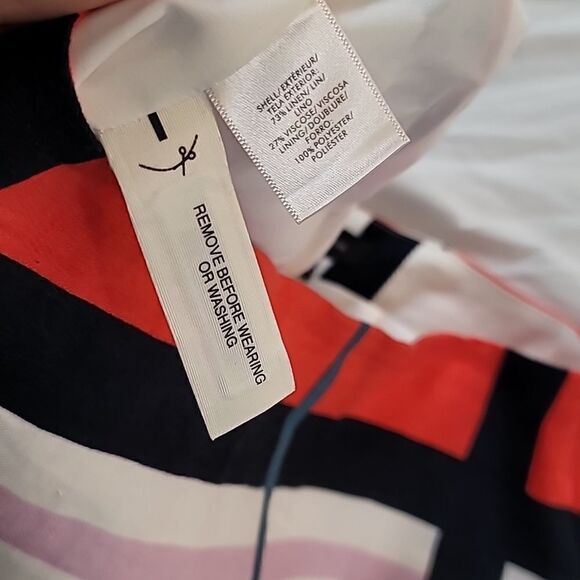 SHELL/EXTÉRIEUR/
TELA EXTERIOR:
73% LINEN/ LIN/
LINO
27% VISCOSE/ VISCOSA
LINING/DOUBLURE/
FORRO:
100% POLYESTER/
POLIESTER
REMOVE BEFORE WEARING
OR WASHING